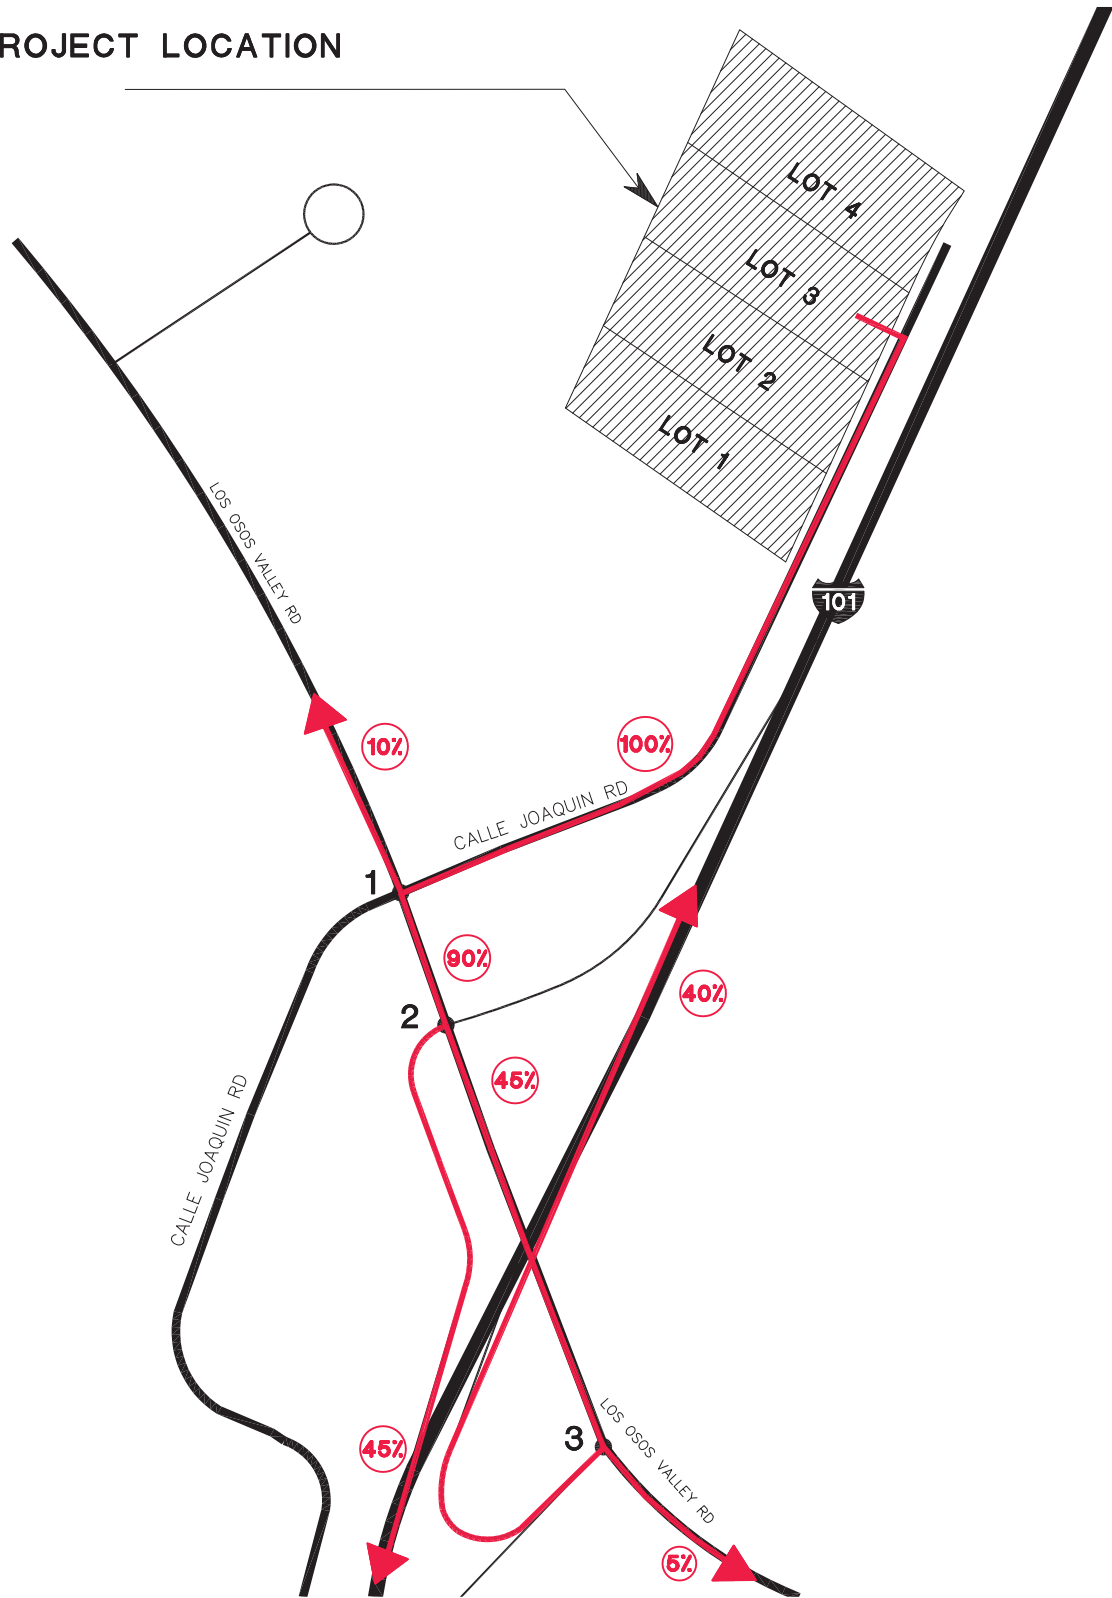 ROJECT LOCATION
LOT 4
LOT 3
LOT 2
LOT 1
LOS OSOS VALLEY RD
101
10%
100%
CALLE JOAQUIN RD
1
90%
40%
2
45%
CALLE JOAQUIN RD
LOS OSOS VALLEY RD
3
45%
5%